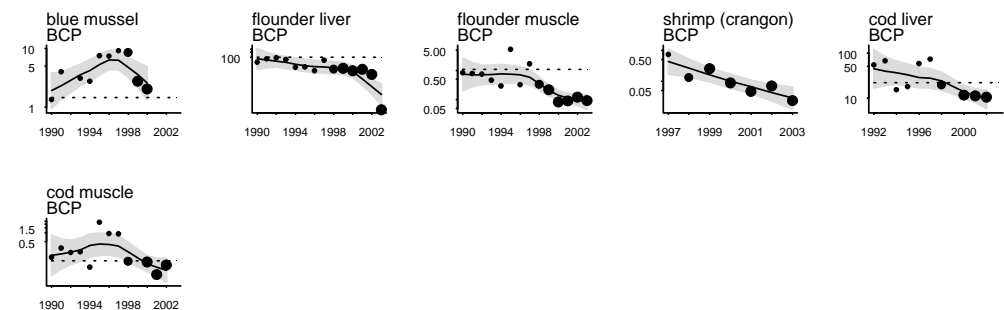 blue mussel
BCP
10
5
1
1990 1994 1998 2002
flounder liver
BCP
100
1990 1994 1998 2002
flounder muscle
BCP
5.00
0.50
0.05
1990 1994 1998 2002
shrimp (crangon)
BCP
0.50
0.05
1997 1999 2001 2003
cod liver
BCP
100
50
10
1992 1996 2000
cod muscle
BCP
1.5
0.5
1990 1994 1998 2002